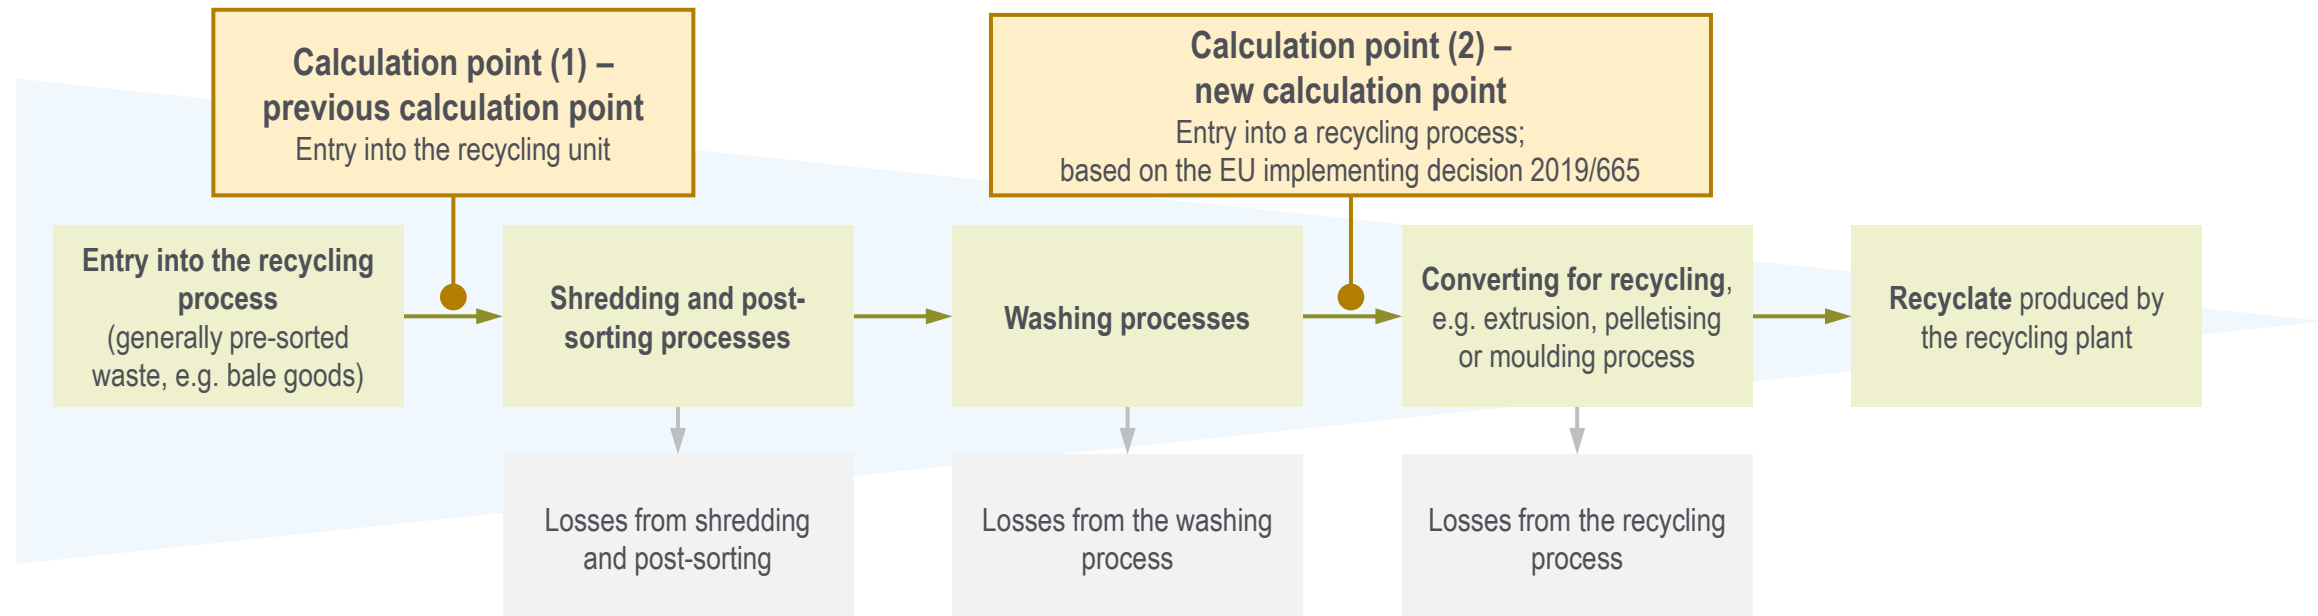 Calculation point (1) –
previous calculation point
Entry into the recycling unit
Calculation point (2) –
new calculation point
Entry into a recycling process;
based on the EU implementing decision 2019/665
Entry into the recycling
process
(generally pre-sorted
waste, e.g. bale goods)
Shredding and post-
sorting processes
Washing processes
Converting for recycling,
e.g. extrusion, pelletising
or moulding process
Recyclate produced by
the recycling plant
Losses from shredding
and post-sorting
Losses from the washing
process
Losses from the recycling
process